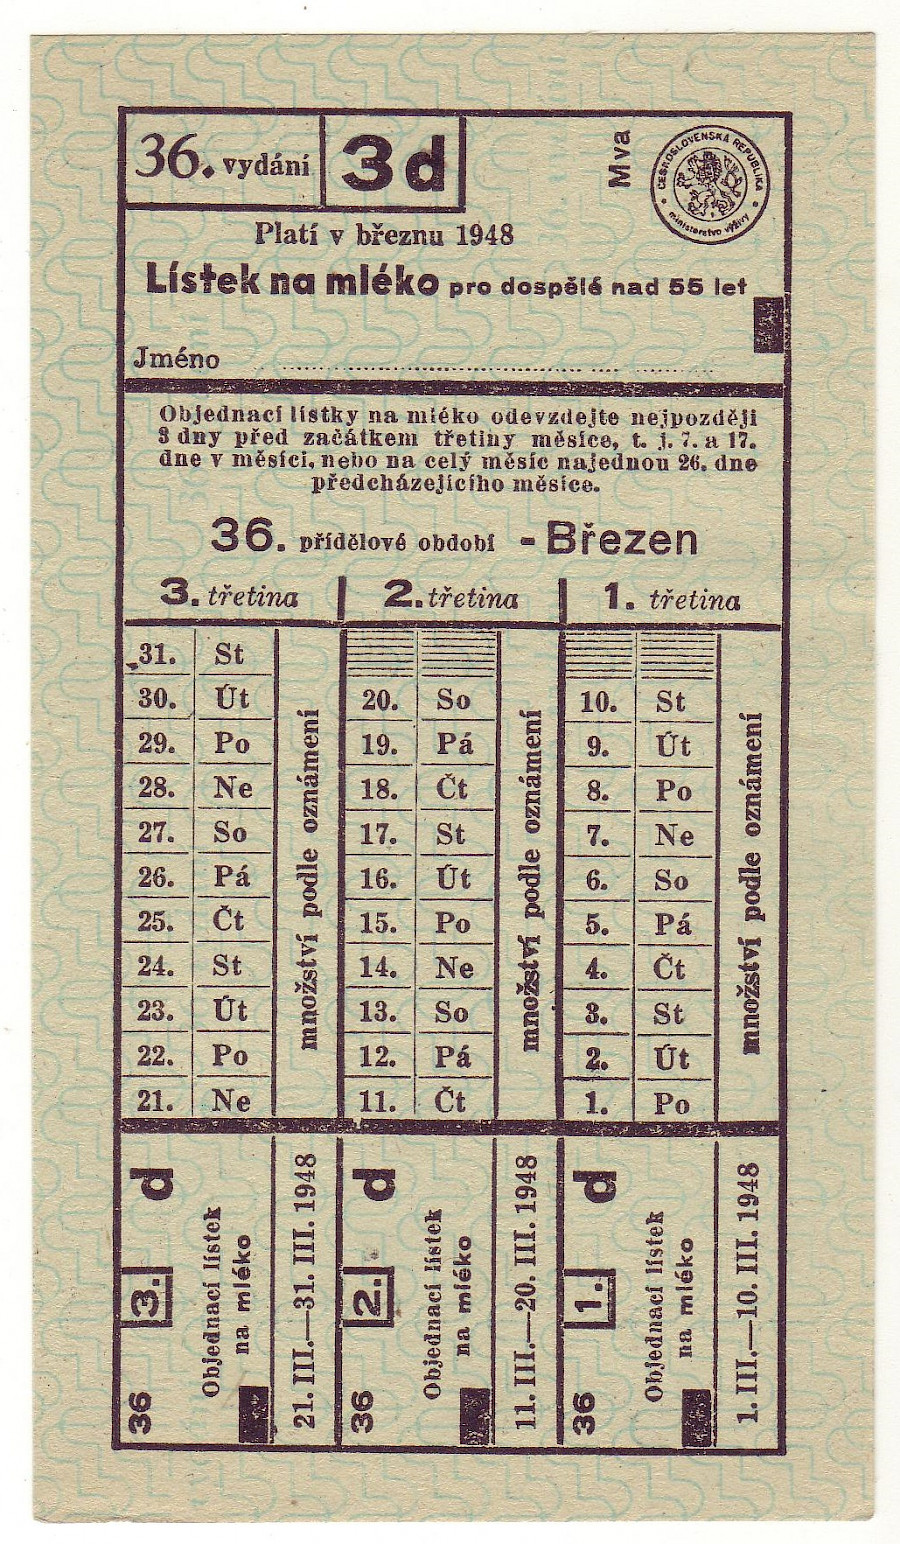 36. vydání
3d
Mva
ČESKOSLOVENSKÁ REPUBLIKA
ministerstvo výživy
Platí v březnu 1948
Lístek na mléko pro dospělé nad 55 let
Jméno
Objednací lístky na mléko odevzdejte nejpozději
3 dny před začátkem třetiny měsíce, t. j. 7. a 17.
dne v měsíci, nebo na celý měsíc najednou 26. dne
předcházejícího měsíce.
36. přídělové období - Březen
3. třetina 2. třetina 1. třetina
31. St
30. Út 20. So 10. St
29. Po 19. Pá 9. Út
28. Ne 18. Čt 8. Po
27. So 17. St 7. Ne
26. Pá 16. Út 6. So
25. Čt 15. Po 5. Pá
24. St 14. Ne 4. Čt
23. Út 13. So 3. St
22. Po 12. Pá 2. Út
21. Ne 11. Čt 1. Po
množství podle oznámení
množství podle oznámení
množství podle oznámení
36 3. d
Objednací lístek
na mléko
21. III.—31. III. 1948
36 2. d
Objednací lístek
na mléko
11. III.—20. III. 1948
36 1. d
Objednací lístek
na mléko
1. III.—10. III. 1948